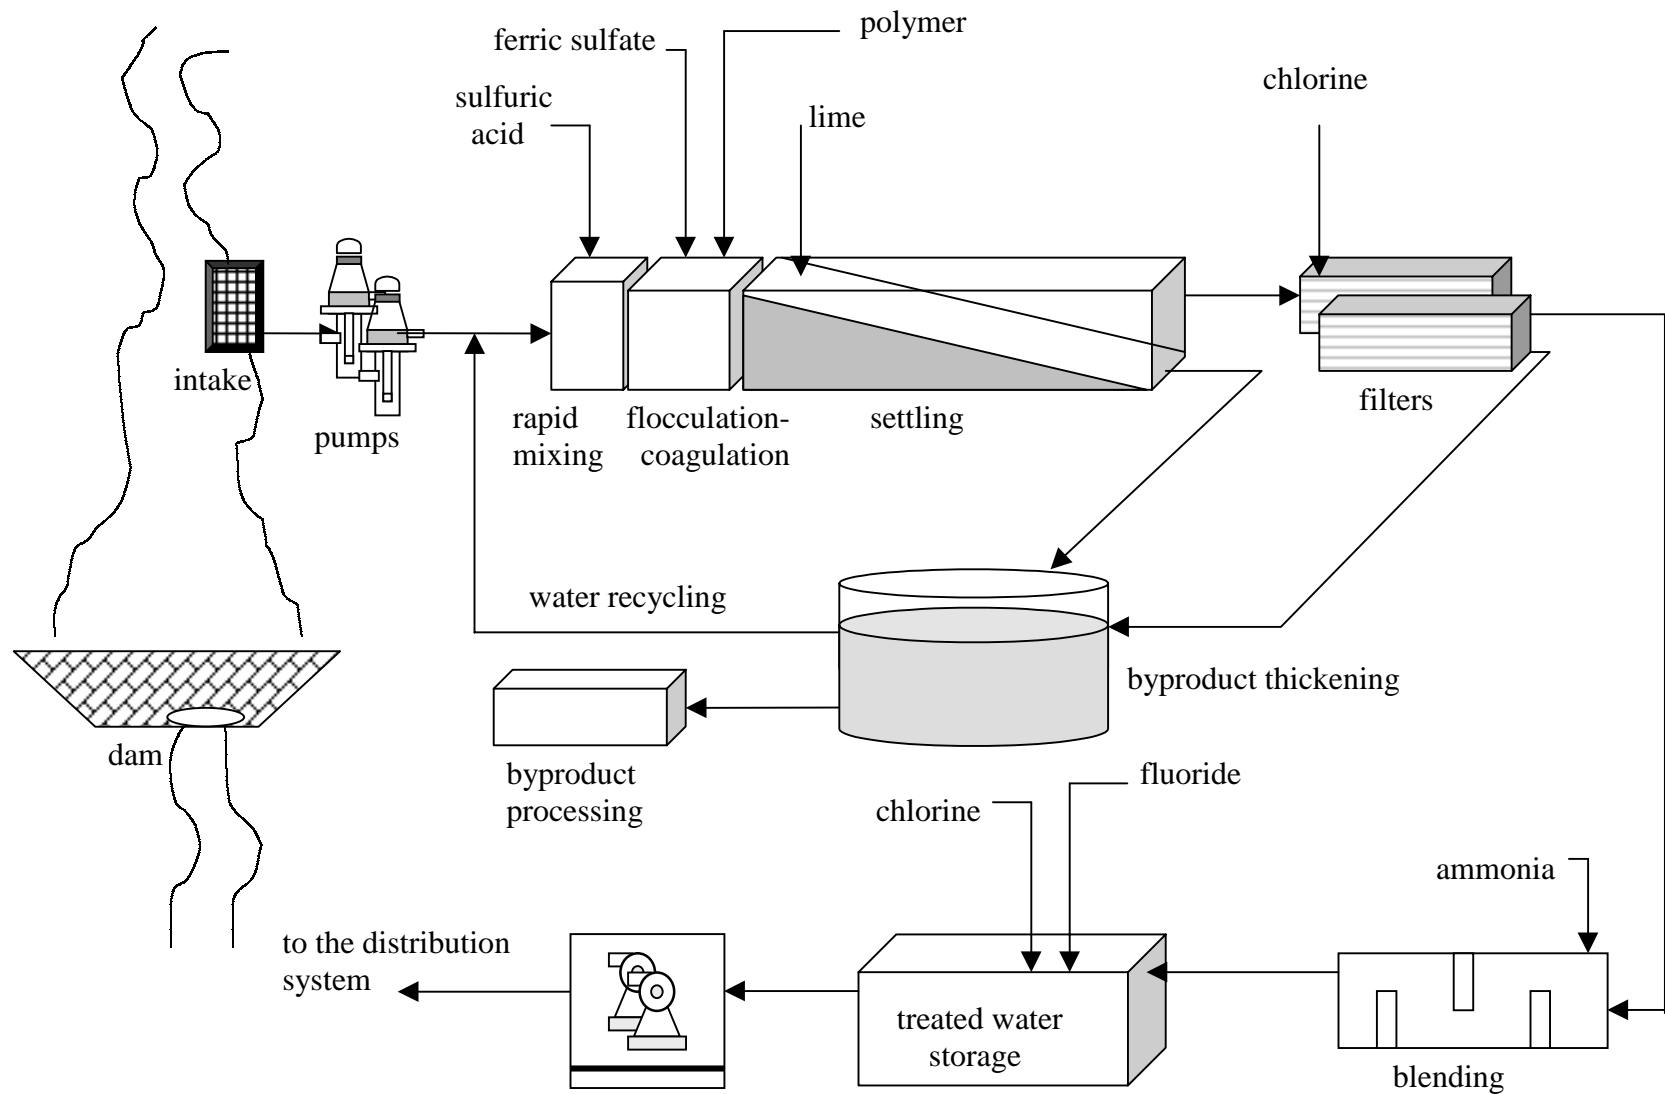 polymer
ferric sulfate
chlorine
sulfuric
acid
lime
intake
pumps
rapid
mixing
flocculation-
coagulation
settling
filters
water recycling
byproduct thickening
dam
byproduct
processing
fluoride
chlorine
ammonia
to the distribution
system
treated water
storage
blending